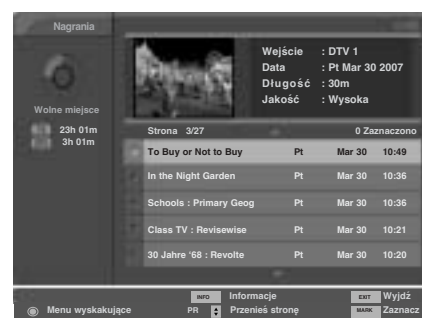 Nagrania
Wejście : DTV 1
Data : Pt Mar 30 2007
Długość : 30m
Jakość : Wysoka
Wolne miejsce
23h 01m
3h 01m
Strona 3/27 0 Zaznaczono
To Buy or Not to Buy Pt Mar 30 10:49
In the Night Garden Pt Mar 30 10:36
Schools : Primary Geog Pt Mar 30 10:36
Class TV : Revisewise Pt Mar 30 10:21
30 Jahre ‘68 : Revolte Pt Mar 30 10:20
INFO Informacje EXIT Wyjdź
Menu wyskakujące PR Przenieś stronę MARK Zaznacz